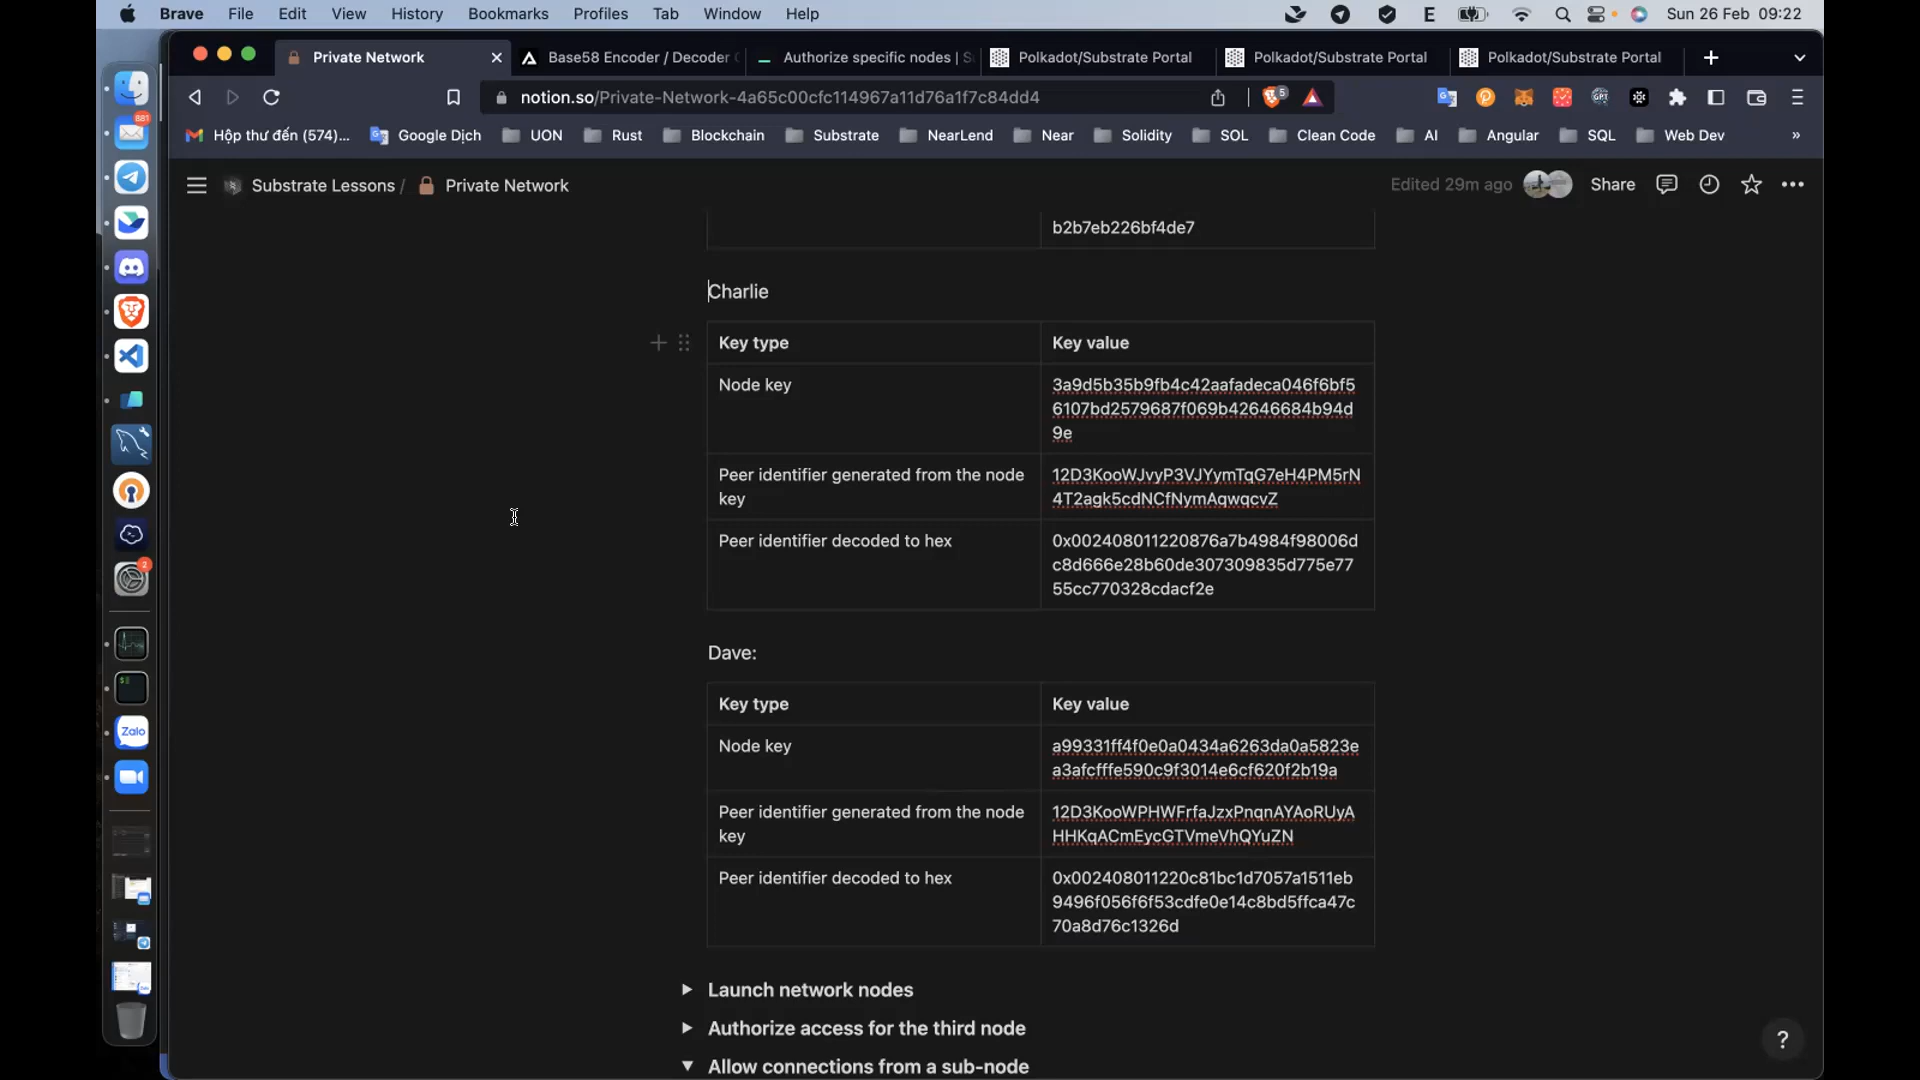 Brave File Edit View History Bookmarks Profiles Tab Window Help E Sun 26 Feb 09:22
Private Network Base58 Encoder / Decoder Authorize specific nodes | S Polkadot/Substrate Portal Polkadot/Substrate Portal Polkadot/Substrate Portal
notion.so/Private-Network-4a65c00cfc114967a11d76a1f7c84dd4 5 GPT
Hộp thư đến (574)... Google Dịch UON Rust Blockchain Substrate NearLend Near Solidity SOL Clean Code AI Angular SQL Web Dev »
Substrate Lessons / Private Network Edited 29m ago Share
b2b7eb226bf4de7
Charlie
Key type Key value
Node key 3a9d5b35b9fb4c42aafadeca046f6bf5
6107bd2579687f069b42646684b94d
9e
Peer identifier generated from the node 12D3KooWJvyP3VJYymTqG7eH4PM5rN
key 4T2agk5cdNCfNymAqwqcvZ
Peer identifier decoded to hex 0x002408011220876a7b4984f98006d
c8d666e28b60de307309835d775e77
55cc770328cdacf2e
Dave:
Key type Key value
Node key a99331ff4f0e0a0434a6263da0a5823e
a3afcfffe590c9f3014e6cf620f2b19a
Peer identifier generated from the node 12D3KooWPHWFrfaJzxPnqnAYAoRUyA
key HHKqACmEycGTVmeVhQYuZN
Peer identifier decoded to hex 0x002408011220c81bc1d7057a1511eb
9496f056f6f53cdfe0e14c8bd5ffca47c
70a8d76c1326d
Launch network nodes
Authorize access for the third node
Allow connections from a sub-node
881
2
Zalo
?